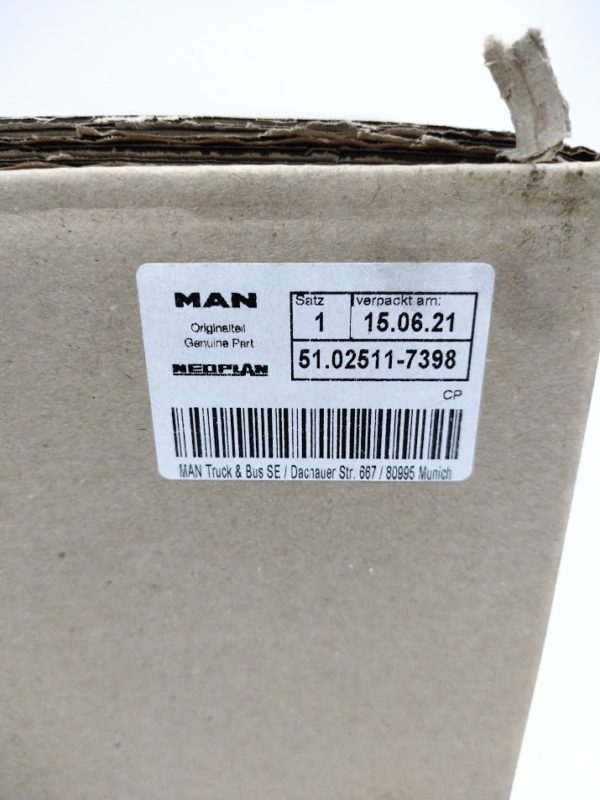 MAN
Originalteil
Genuine Part
NEOPLAN
Satz
1
verpackt am:
15.06.21
51.02511-7398
CP
MAN Truck & Bus SE / Dachauer Str. 667 / 80995 Munich